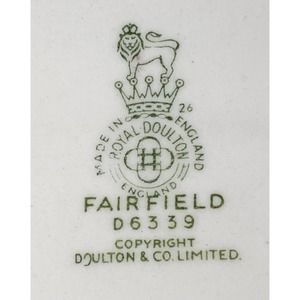 26
MADE IN ENGLAND
ROYAL DOULTON
ENGLAND
FAIRFIELD
D6339
COPYRIGHT
DOULTON & CO. LIMITED.